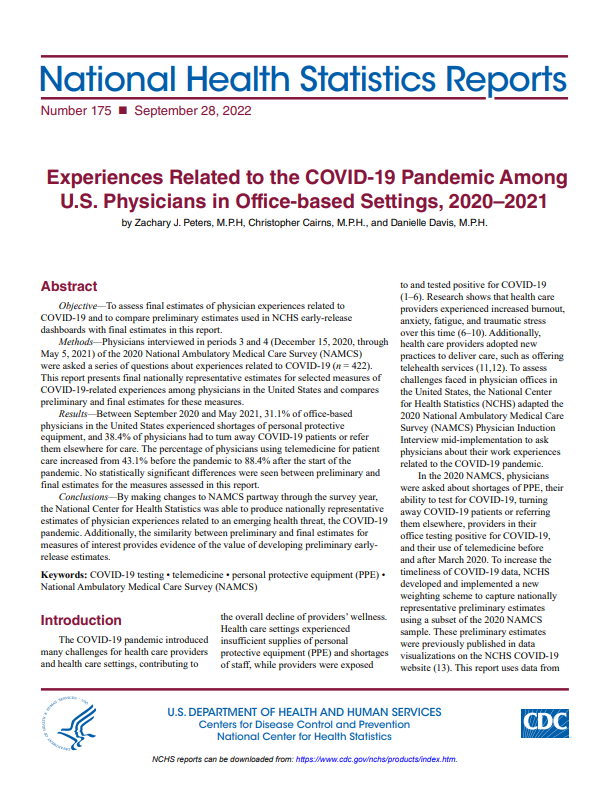 National Health Statistics Reports
Number 175 ■ September 28, 2022
Experiences Related to the COVID-19 Pandemic Among
U.S. Physicians in Office-based Settings, 2020–2021
by Zachary J. Peters, M.P.H, Christopher Cairns, M.P.H., and Danielle Davis, M.P.H.
Abstract
Objective—To assess final estimates of physician experiences related to
COVID-19 and to compare preliminary estimates used in NCHS early-release
dashboards with final estimates in this report.
Methods—Physicians interviewed in periods 3 and 4 (December 15, 2020, through
May 5, 2021) of the 2020 National Ambulatory Medical Care Survey (NAMCS)
were asked a series of questions about experiences related to COVID-19 (n = 422).
This report presents final nationally representative estimates for selected measures of
COVID-19-related experiences among physicians in the United States and compares
preliminary and final estimates for these measures.
Results—Between September 2020 and May 2021, 31.1% of office-based
physicians in the United States experienced shortages of personal protective
equipment, and 38.4% of physicians had to turn away COVID-19 patients or refer
them elsewhere for care. The percentage of physicians using telemedicine for patient
care increased from 43.1% before the pandemic to 88.4% after the start of the
pandemic. No statistically significant differences were seen between preliminary and
final estimates for the measures assessed in this report.
Conclusions—By making changes to NAMCS partway through the survey year,
the National Center for Health Statistics was able to produce nationally representative
estimates of physician experiences related to an emerging health threat, the COVID-19
pandemic. Additionally, the similarity between preliminary and final estimates for
measures of interest provides evidence of the value of developing preliminary early-
release estimates.
Keywords: COVID-19 testing • telemedicine • personal protective equipment (PPE) •
National Ambulatory Medical Care Survey (NAMCS)
Introduction
The COVID-19 pandemic introduced
many challenges for health care providers
and health care settings, contributing to
the overall decline of providers’ wellness.
Health care settings experienced
insufficient supplies of personal
protective equipment (PPE) and shortages
of staff, while providers were exposed
to and tested positive for COVID-19
(1–6). Research shows that health care
providers experienced increased burnout,
anxiety, fatigue, and traumatic stress
over this time (6–10). Additionally,
health care providers adopted new
practices to deliver care, such as offering
telehealth services (11,12). To assess
challenges faced in physician offices in
the United States, the National Center
for Health Statistics (NCHS) adapted the
2020 National Ambulatory Medical Care
Survey (NAMCS) Physician Induction
Interview mid-implementation to ask
physicians about their work experiences
related to the COVID-19 pandemic.
In the 2020 NAMCS, physicians
were asked about shortages of PPE, their
ability to test for COVID-19, turning
away COVID-19 patients or referring
them elsewhere, providers in their
office testing positive for COVID-19,
and their use of telemedicine before
and after March 2020. To increase the
timeliness of COVID-19 data, NCHS
developed and implemented a new
weighting scheme to capture nationally
representative preliminary estimates
using a subset of the 2020 NAMCS
sample. These preliminary estimates
were previously published in data
visualizations on the NCHS COVID-19
website (13). This report uses data from
U.S. DEPARTMENT OF HEALTH AND HUMAN SERVICES
Centers for Disease Control and Prevention
National Center for Health Statistics
CDC
NCHS reports can be downloaded from: https://www.cdc.gov/nchs/products/index.htm.